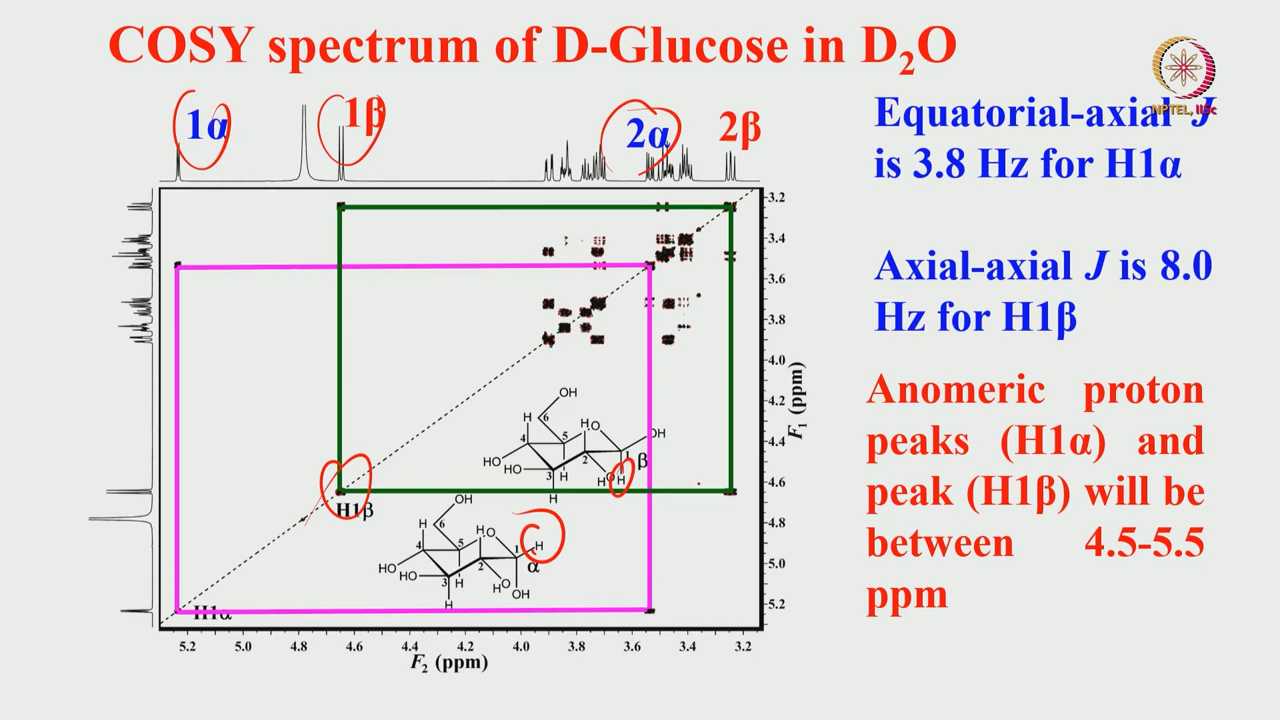 COSY spectrum of D-Glucose in D₂O
NPTEL, IISc
1α 1β 2α 2β
Equatorial-axial J
is 3.8 Hz for H1α
Axial-axial J is 8.0
Hz for H1β
Anomeric proton
peaks (H1α) and
peak (H1β) will be
between 4.5-5.5
ppm
3.2
3.4
3.6
3.8
4.0
4.2
4.4
4.6
4.8
5.0
5.2
F₁ (ppm)
OH
H 6 H O OH
4 5 1
HO HO 2 β
3 H HO H
H
H1β
OH
H 6 H O
4 5 1 H
HO HO 2 α
3 H HO OH
H
H1α
5.2 5.0 4.8 4.6 4.4 4.2 4.0 3.8 3.6 3.4 3.2
F₂ (ppm)